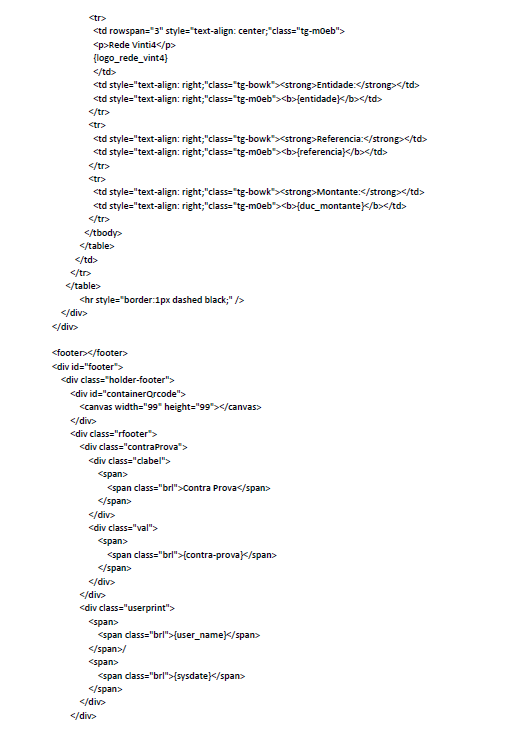 <tr>
<td rowspan="3" style="text-align: center;"class="tg-m0eb">
<p>Rede Vinti4</p>
{logo_rede_vint4}
</td>
<td style="text-align: right;"class="tg-bowk"><strong>Entidade:</strong></td>
<td style="text-align: right;"class="tg-m0eb"><b>{entidade}</b></td>
</tr>
<tr>
<td style="text-align: right;"class="tg-bowk"><strong>Referencia:</strong></td>
<td style="text-align: right;"class="tg-m0eb"><b>{referencia}</b></td>
</tr>
<tr>
<td style="text-align: right;"class="tg-bowk"><strong>Montante:</strong></td>
<td style="text-align: right;"class="tg-m0eb"><b>{duc_montante}</b></td>
</tr>
</tbody>
</table>
</td>
</tr>
</table>
<hr style="border:1px dashed black;" />
</div>
</div>
<footer></footer>
<div id="footer">
<div class="holder-footer">
<div id="containerQrcode">
<canvas width="99" height="99"></canvas>
</div>
<div class="rfooter">
<div class="contraProva">
<div class="clabel">
<span>
<span class="brl">Contra Prova</span>
</span>
</div>
<div class="val">
<span>
<span class="brl">{contra-prova}</span>
</span>
</div>
</div>
<div class="userprint">
<span>
<span class="brl">{user_name}</span>
</span>/
<span>
<span class="brl">{sysdate}</span>
</span>
</div>
</div>